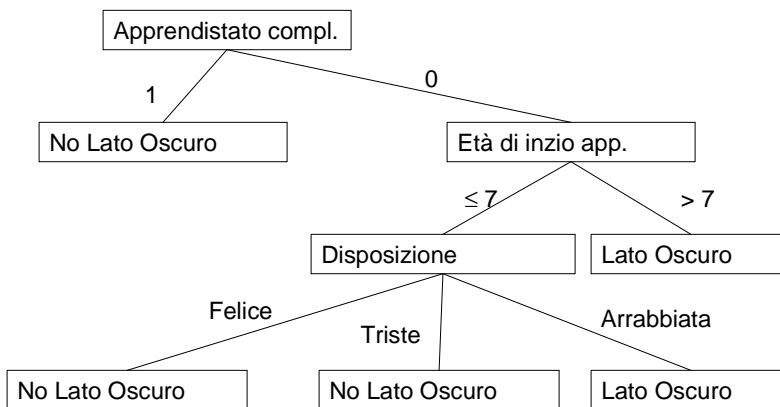 Apprendistato compl.
1
0
No Lato Oscuro
Età di inzio app.
≤ 7
> 7
Disposizione
Lato Oscuro
Felice
Triste
Arrabbiata
No Lato Oscuro
No Lato Oscuro
Lato Oscuro